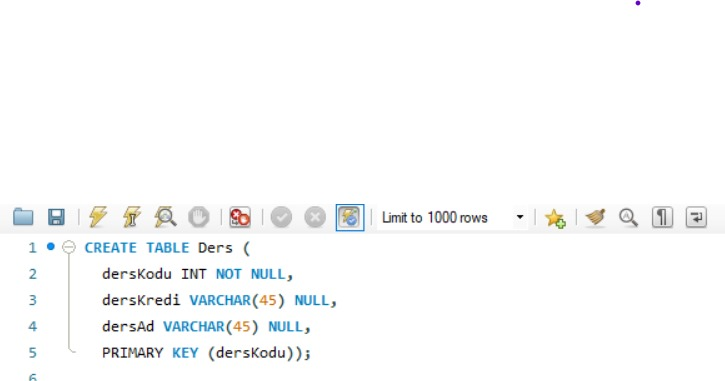 Limit to 1000 rows
1 CREATE TABLE Ders (
2 dersKodu INT NOT NULL,
3 dersKredi VARCHAR(45) NULL,
4 dersAd VARCHAR(45) NULL,
5 PRIMARY KEY (dersKodu));
6